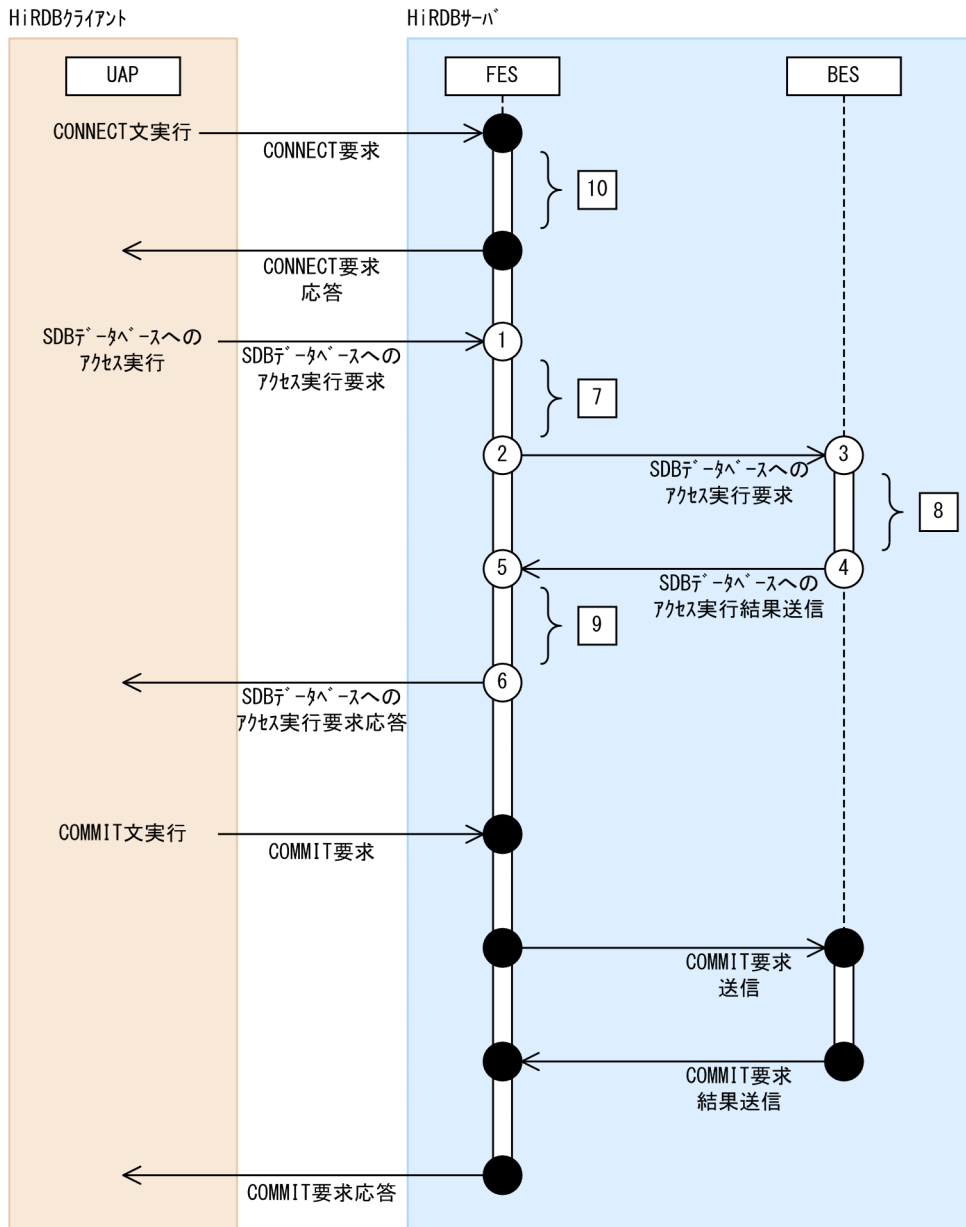 HiRDBｸﾗｲｱﾝﾄ
HiRDBｻｰﾊﾞ
UAP
FES
BES
CONNECT文実行
CONNECT要求
10
CONNECT要求
応答
SDBﾃﾞｰﾀﾍﾞｰｽへの
ｱｸｾｽ実行
SDBﾃﾞｰﾀﾍﾞｰｽへの
ｱｸｾｽ実行要求
1
7
2
SDBﾃﾞｰﾀﾍﾞｰｽへの
ｱｸｾｽ実行要求
3
8
5
SDBﾃﾞｰﾀﾍﾞｰｽへの
ｱｸｾｽ実行結果送信
4
9
6
SDBﾃﾞｰﾀﾍﾞｰｽへの
ｱｸｾｽ実行要求応答
COMMIT文実行
COMMIT要求
COMMIT要求
送信
COMMIT要求
結果送信
COMMIT要求応答